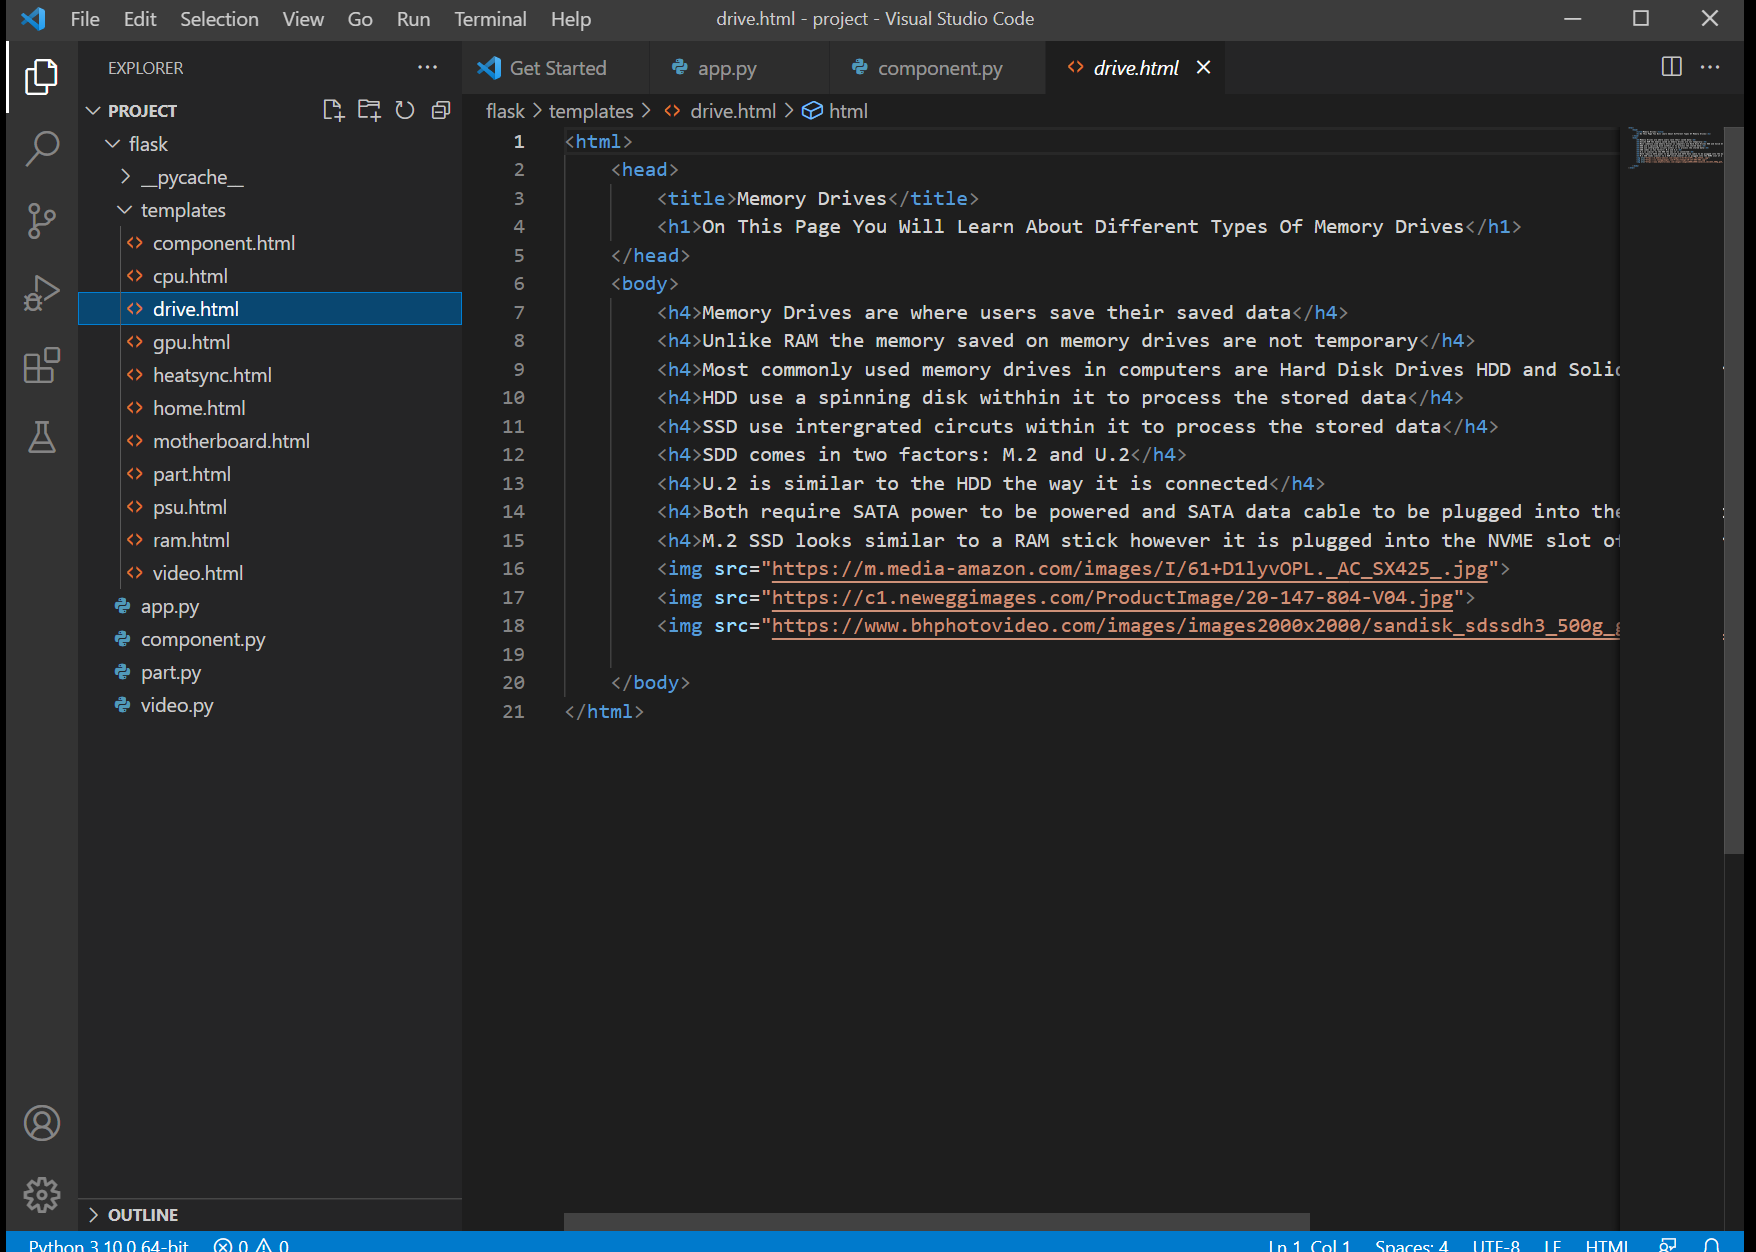 File Edit Selection View Go Run Terminal Help drive.html - project - Visual Studio Code
EXPLORER
Get Started app.py component.py drive.html
PROJECT
flask > templates > drive.html > html
flask
__pycache__
templates
component.html
cpu.html
drive.html
gpu.html
heatsync.html
home.html
motherboard.html
part.html
psu.html
ram.html
video.html
app.py
component.py
part.py
video.py
OUTLINE
1 <html>
2 <head>
3 <title>Memory Drives</title>
4 <h1>On This Page You Will Learn About Different Types Of Memory Drives</h1>
5 </head>
6 <body>
7 <h4>Memory Drives are where users save their saved data</h4>
8 <h4>Unlike RAM the memory saved on memory drives are not temporary</h4>
9 <h4>Most commonly used memory drives in computers are Hard Disk Drives HDD and Solid
10 <h4>HDD use a spinning disk withhin it to process the stored data</h4>
11 <h4>SSD use intergrated circuts within it to process the stored data</h4>
12 <h4>SDD comes in two factors: M.2 and U.2</h4>
13 <h4>U.2 is similar to the HDD the way it is connected</h4>
14 <h4>Both require SATA power to be powered and SATA data cable to be plugged into the
15 <h4>M.2 SSD looks similar to a RAM stick however it is plugged into the NVME slot of
16 <img src="https://m.media-amazon.com/images/I/61+D1lyvOPL._AC_SX425_.jpg">
17 <img src="https://c1.neweggimages.com/ProductImage/20-147-804-V04.jpg">
18 <img src="https://www.bhphotovideo.com/images/images2000x2000/sandisk_sdssdh3_500g_g
19
20 </body>
21 </html>
Python 3.10.0 64-bit 0 0 Ln 1, Col 1 Spaces: 4 UTF-8 LF HTML